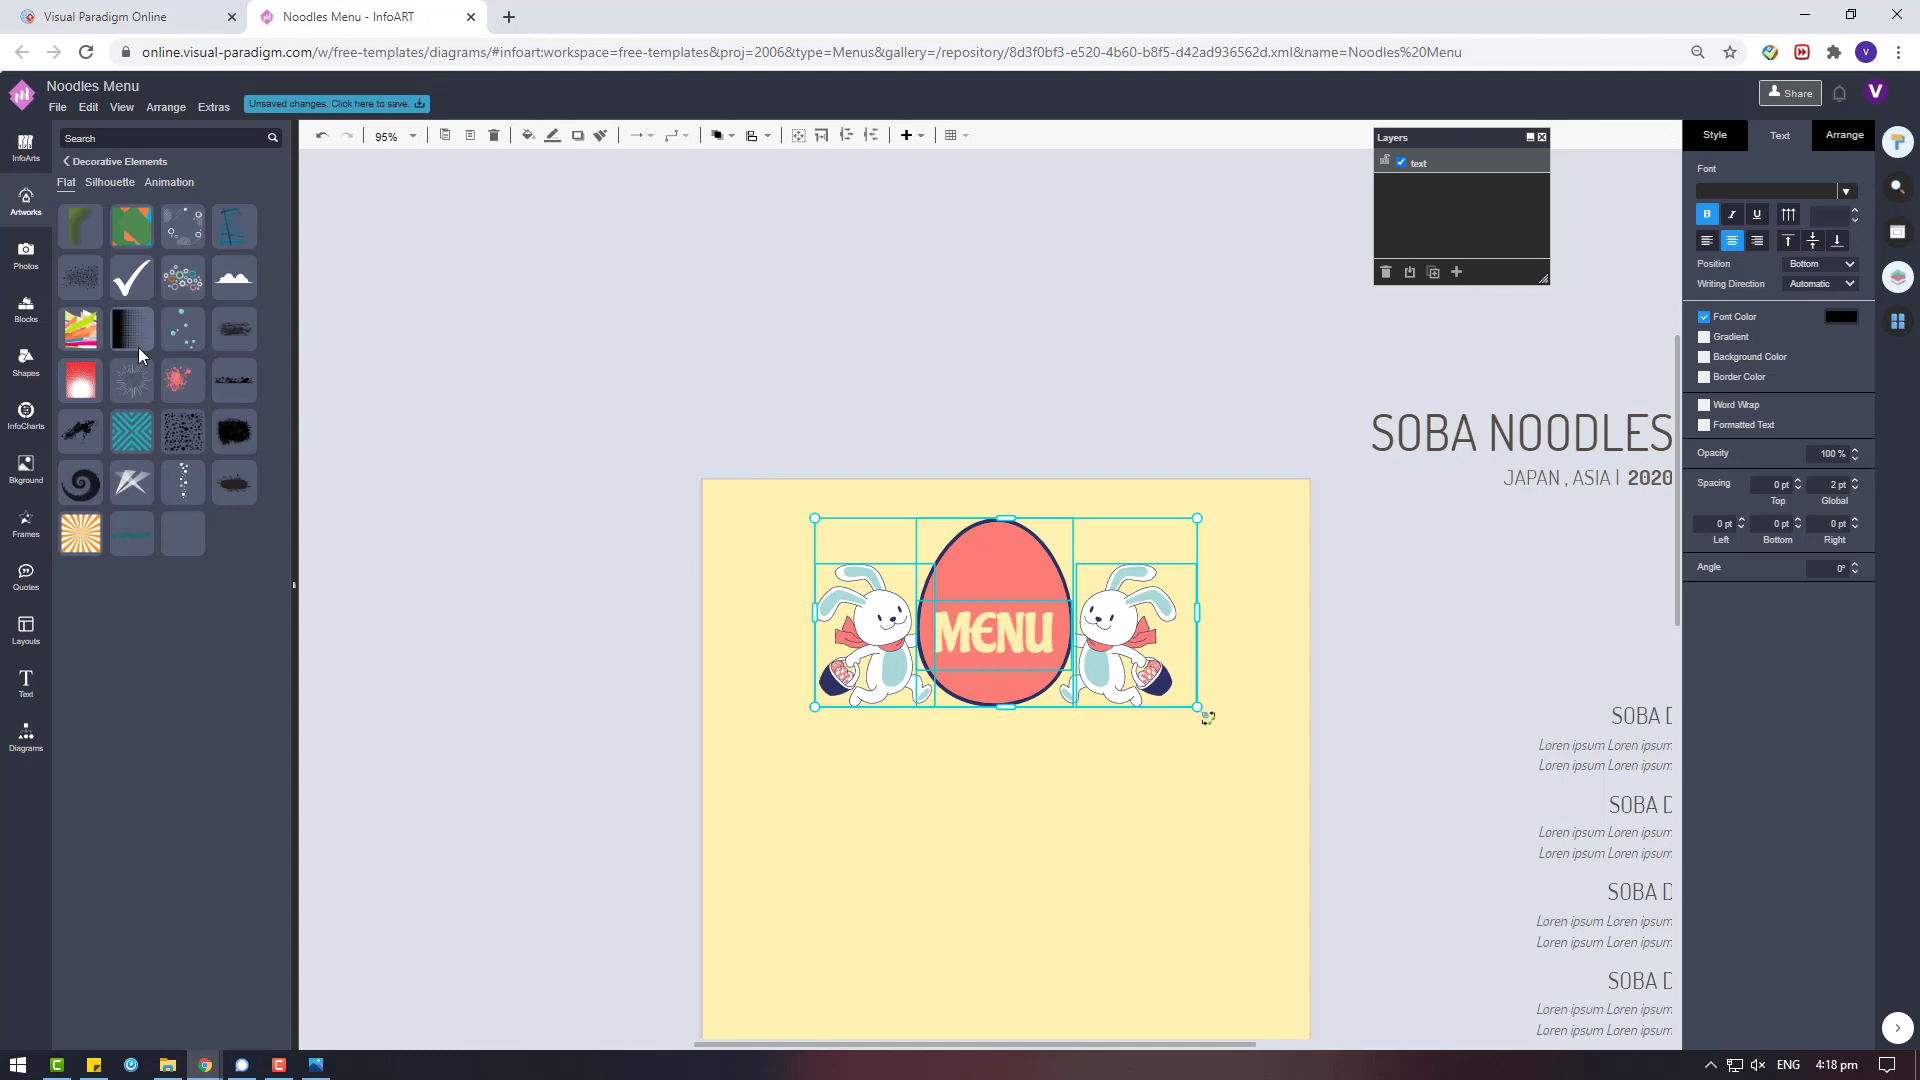 Visual Paradigm Online
Noodles Menu - InfoART
online.visual-paradigm.com/w/free-templates/diagrams/#infoart:workspace=free-templates&proj=2006&type=Menus&gallery=/repository/8d3f0bf3-e520-4b60-b8f5-d42ad936562d.xml&name=Noodles%20Menu
V
Noodles Menu
File Edit View Arrange Extras
Unsaved changes. Click here to save.
Share
V
Search
Decorative Elements
Flat Silhouette Animation
InfoArts
Artworks
Photos
Blocks
Shapes
InfoCharts
Bkground
Frames
Quotes
Layouts
Text
Diagrams
95%
Layers
text
MENU
SOBA NOODLES
JAPAN , ASIA | 2020
SOBA D
Loren ipsum Loren ipsum
Loren ipsum Loren ipsum
SOBA D
Loren ipsum Loren ipsum
Loren ipsum Loren ipsum
SOBA D
Loren ipsum Loren ipsum
Loren ipsum Loren ipsum
SOBA D
Loren ipsum Loren ipsum
Loren ipsum Loren ipsum
Style Text Arrange
Font
B I U
Position Bottom
Writing Direction Automatic
Font Color
Gradient
Background Color
Border Color
Word Wrap
Formatted Text
Opacity 100 %
Spacing 0 pt 2 pt
Top Global
0 pt 0 pt 0 pt
Left Bottom Right
Angle 0°
ENG 4:18 pm